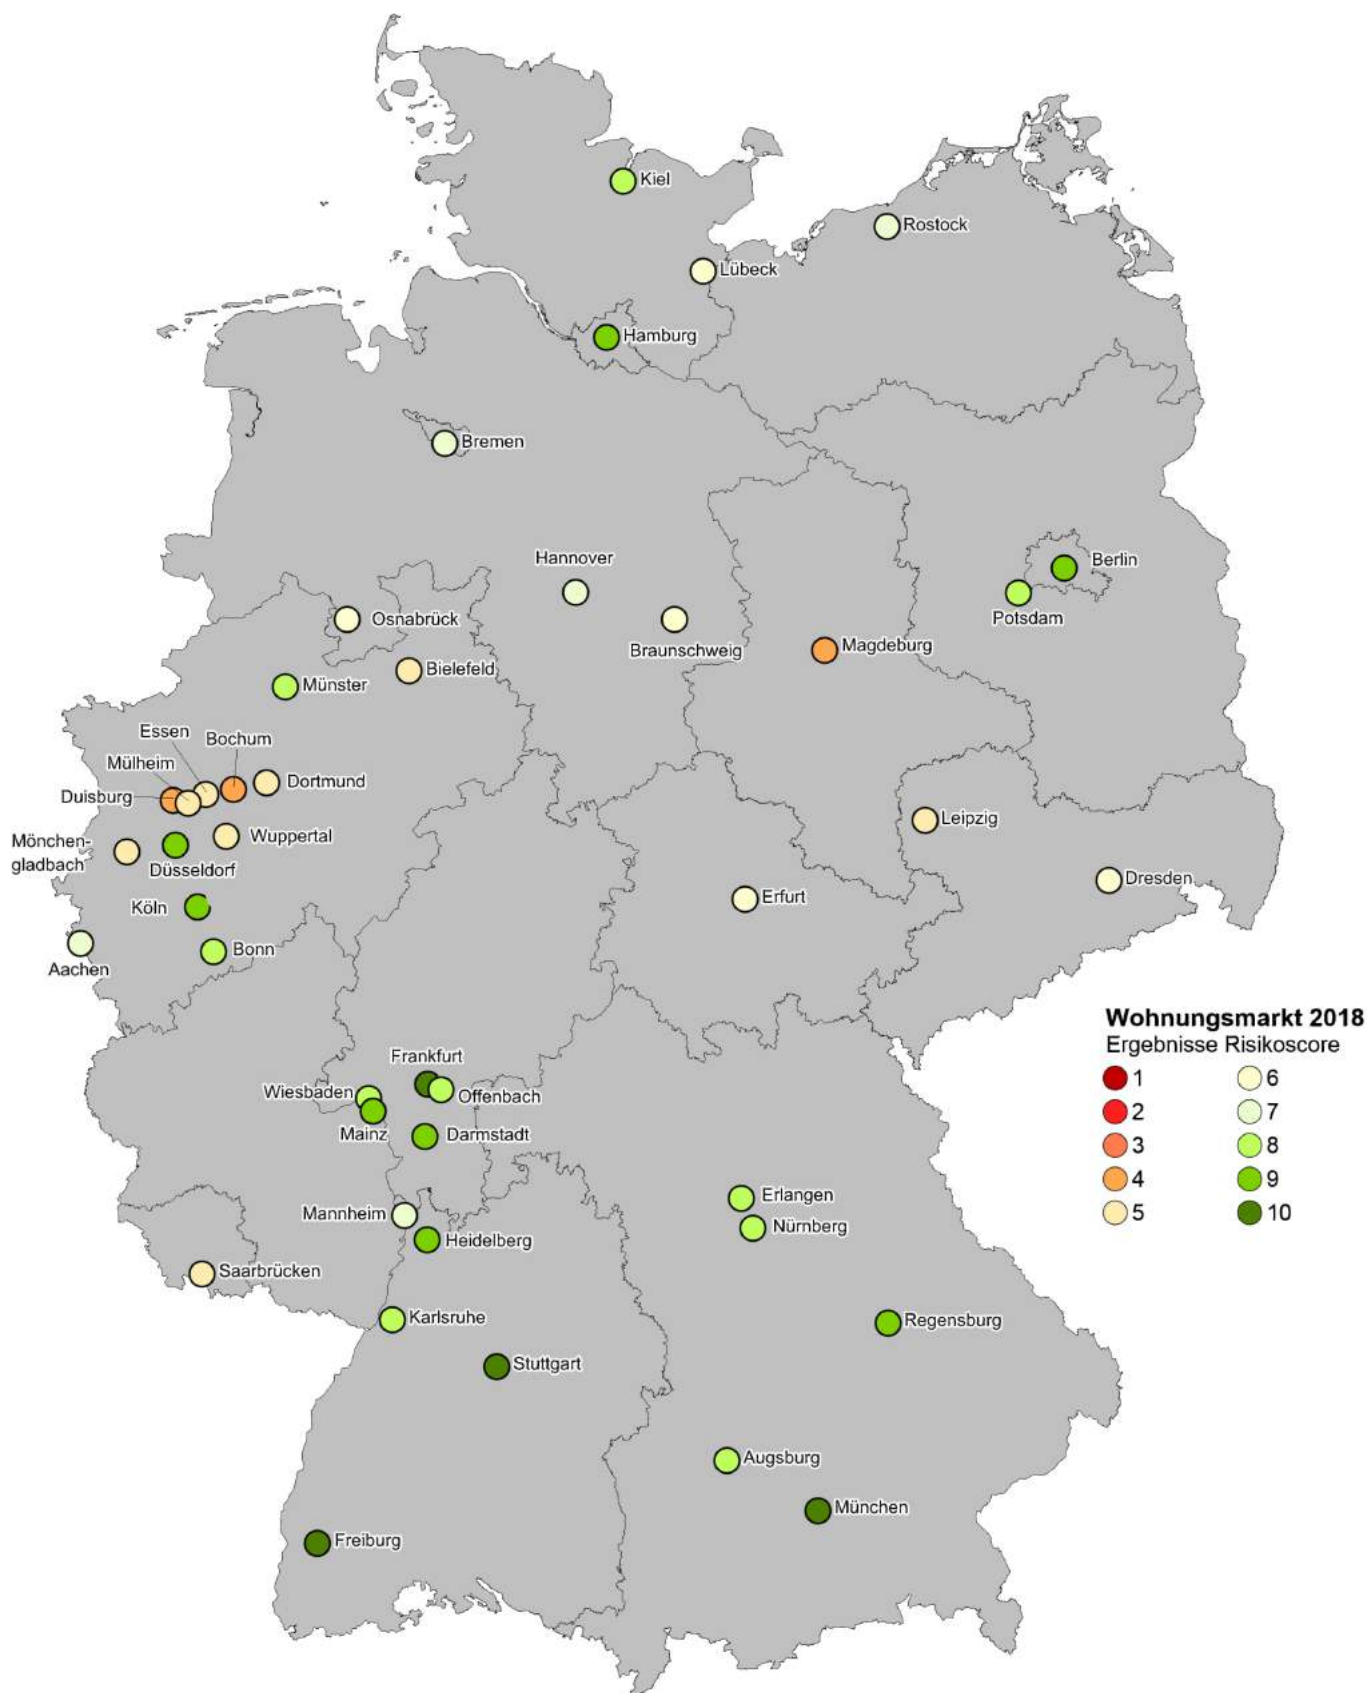 Kiel
Rostock
Lübeck
Hamburg
Bremen
Hannover
Berlin
Osnabrück
Potsdam
Braunschweig
Magdeburg
Bielefeld
Münster
Essen
Bochum
Mülheim
Dortmund
Duisburg
Leipzig
Wuppertal
Mönchen-
gladbach
Düsseldorf
Dresden
Erfurt
Köln
Bonn
Aachen
Wohnungsmarkt 2018
Ergebnisse Risikoscore
1
6
2
7
3
8
4
9
5
10
Frankfurt
Wiesbaden
Offenbach
Mainz
Darmstadt
Erlangen
Mannheim
Nürnberg
Heidelberg
Saarbrücken
Karlsruhe
Regensburg
Stuttgart
Augsburg
München
Freiburg